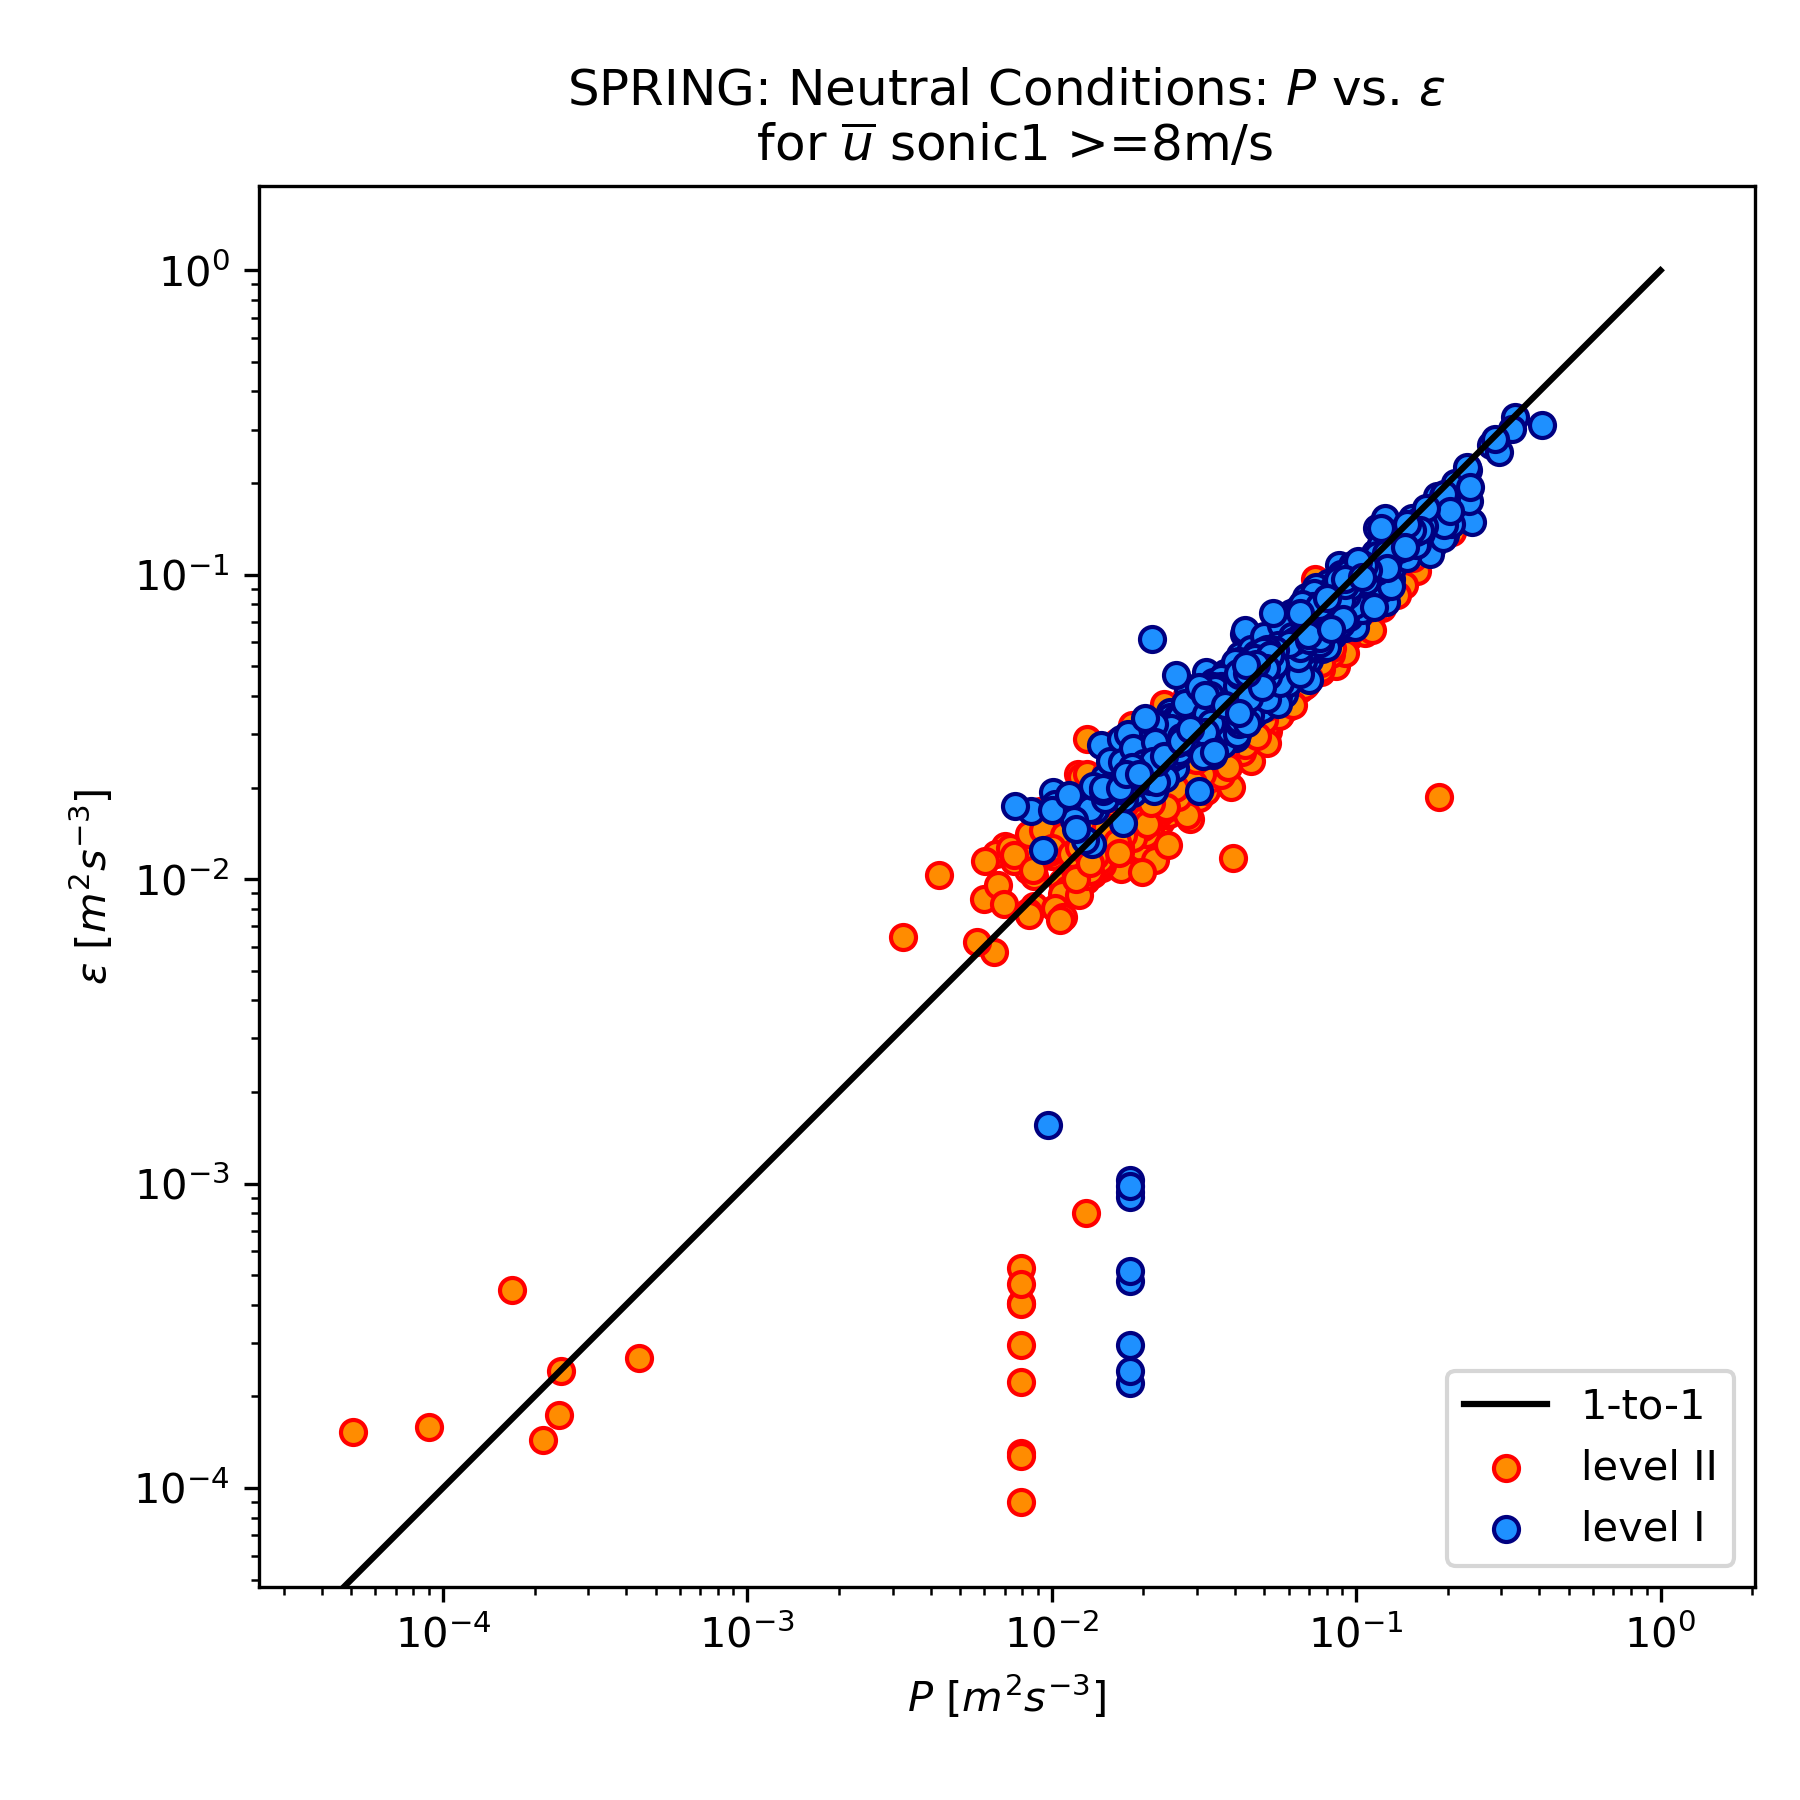 SPRING: Neutral Conditions: P vs. ε
for u̅ sonic1 >=8m/s
10⁰
10⁻¹
10⁻²
10⁻³
10⁻⁴
ε [m²s⁻³]
1-to-1
level II
level I
10⁻⁴ 10⁻³ 10⁻² 10⁻¹ 10⁰
P [m²s⁻³]